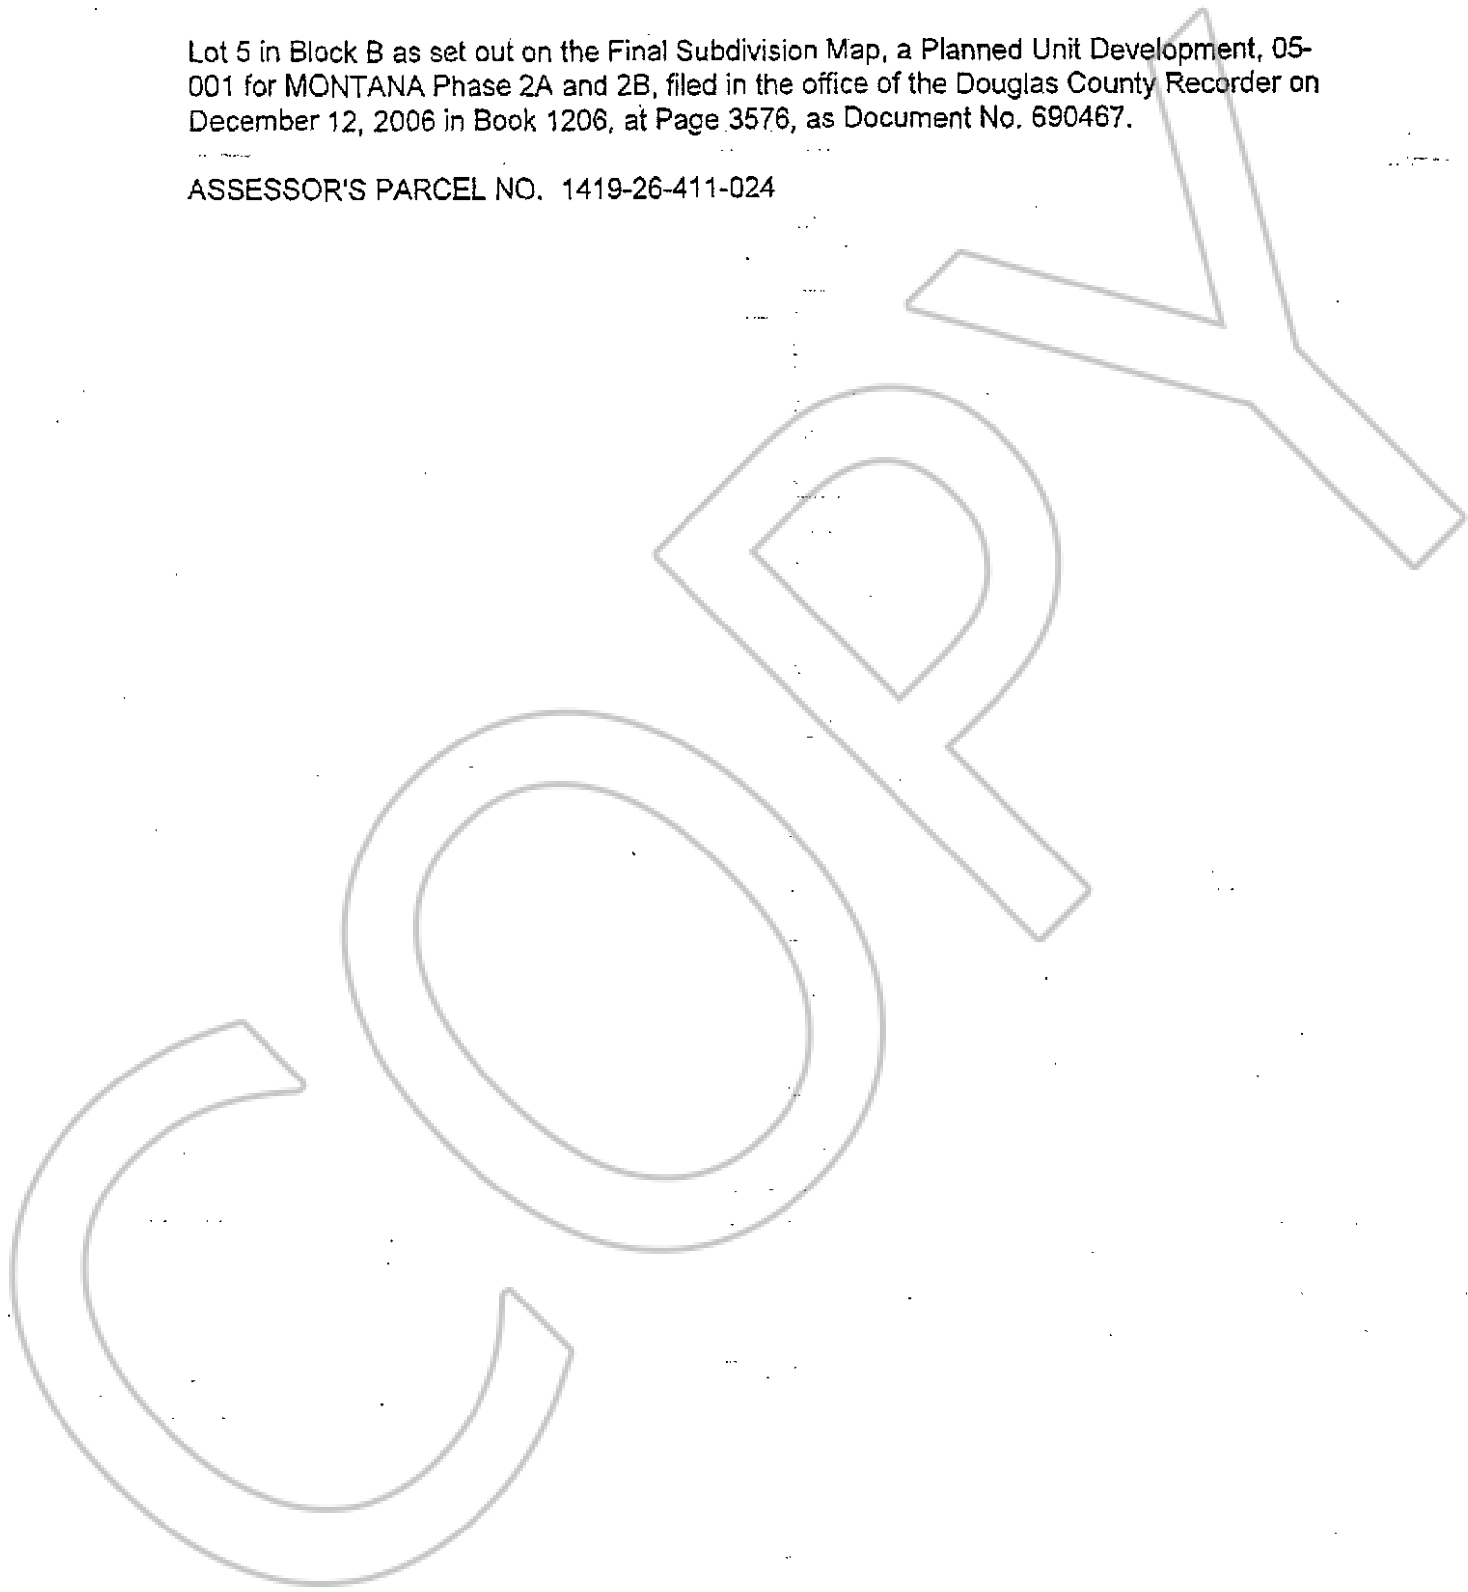 Lot 5 in Block B as set out on the Final Subdivision Map, a Planned Unit Development, 05-
001 for MONTANA Phase 2A and 2B, filed in the office of the Douglas County Recorder on
December 12, 2006 in Book 1206, at Page 3576, as Document No. 690467.
ASSESSOR'S PARCEL NO. 1419-26-411-024
COPY